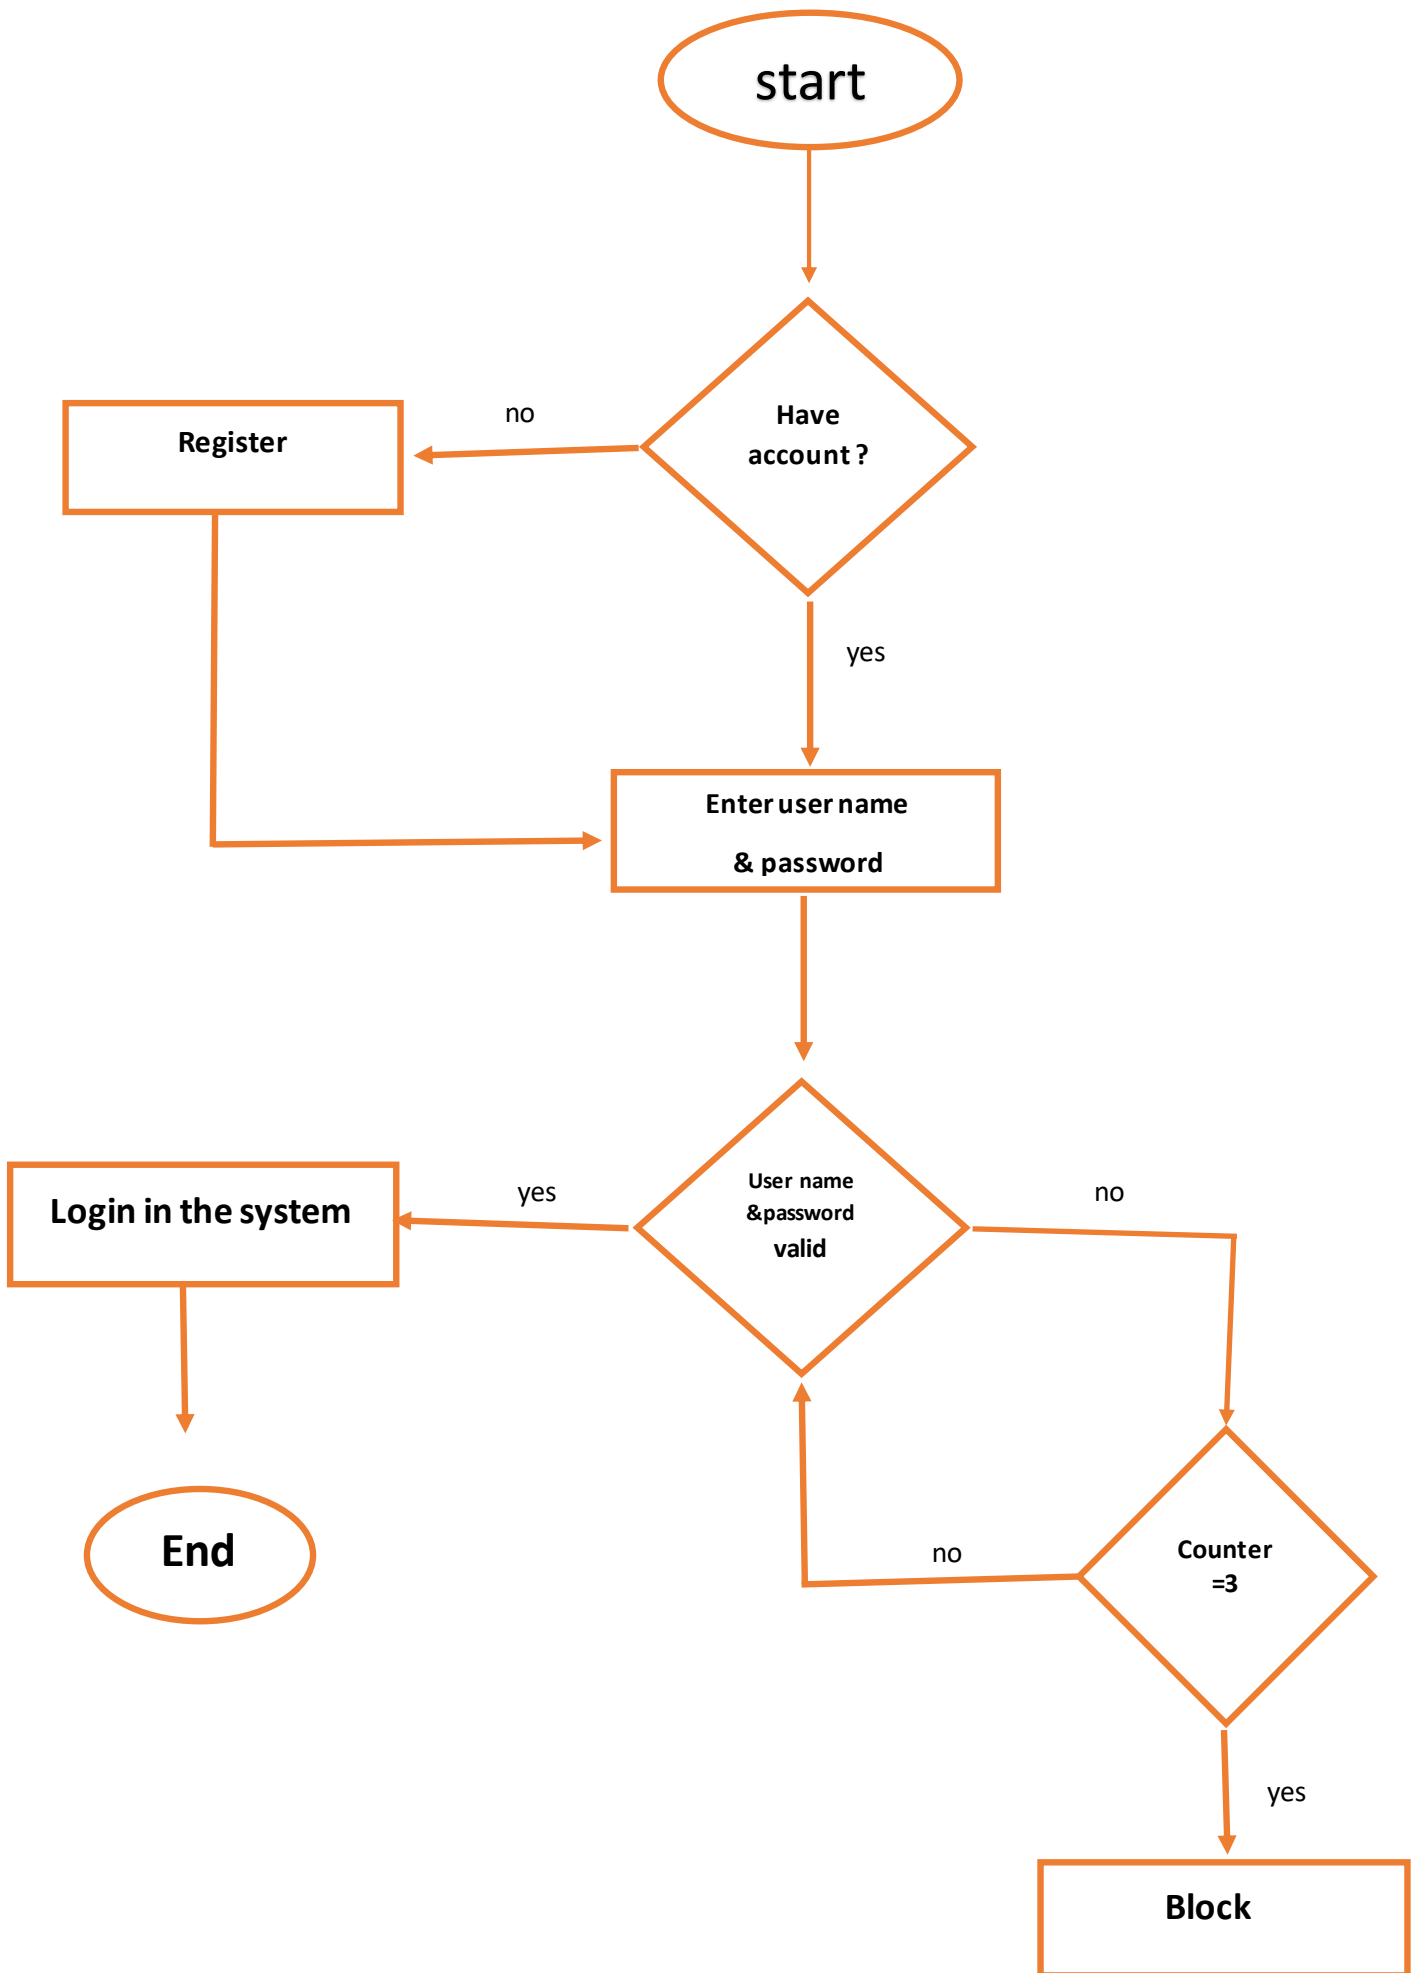 start
no
Have
account ?
Register
yes
Enter user name
& password
yes
User name
&password
valid
no
Login in the system
End
no
Counter
=3
yes
Block